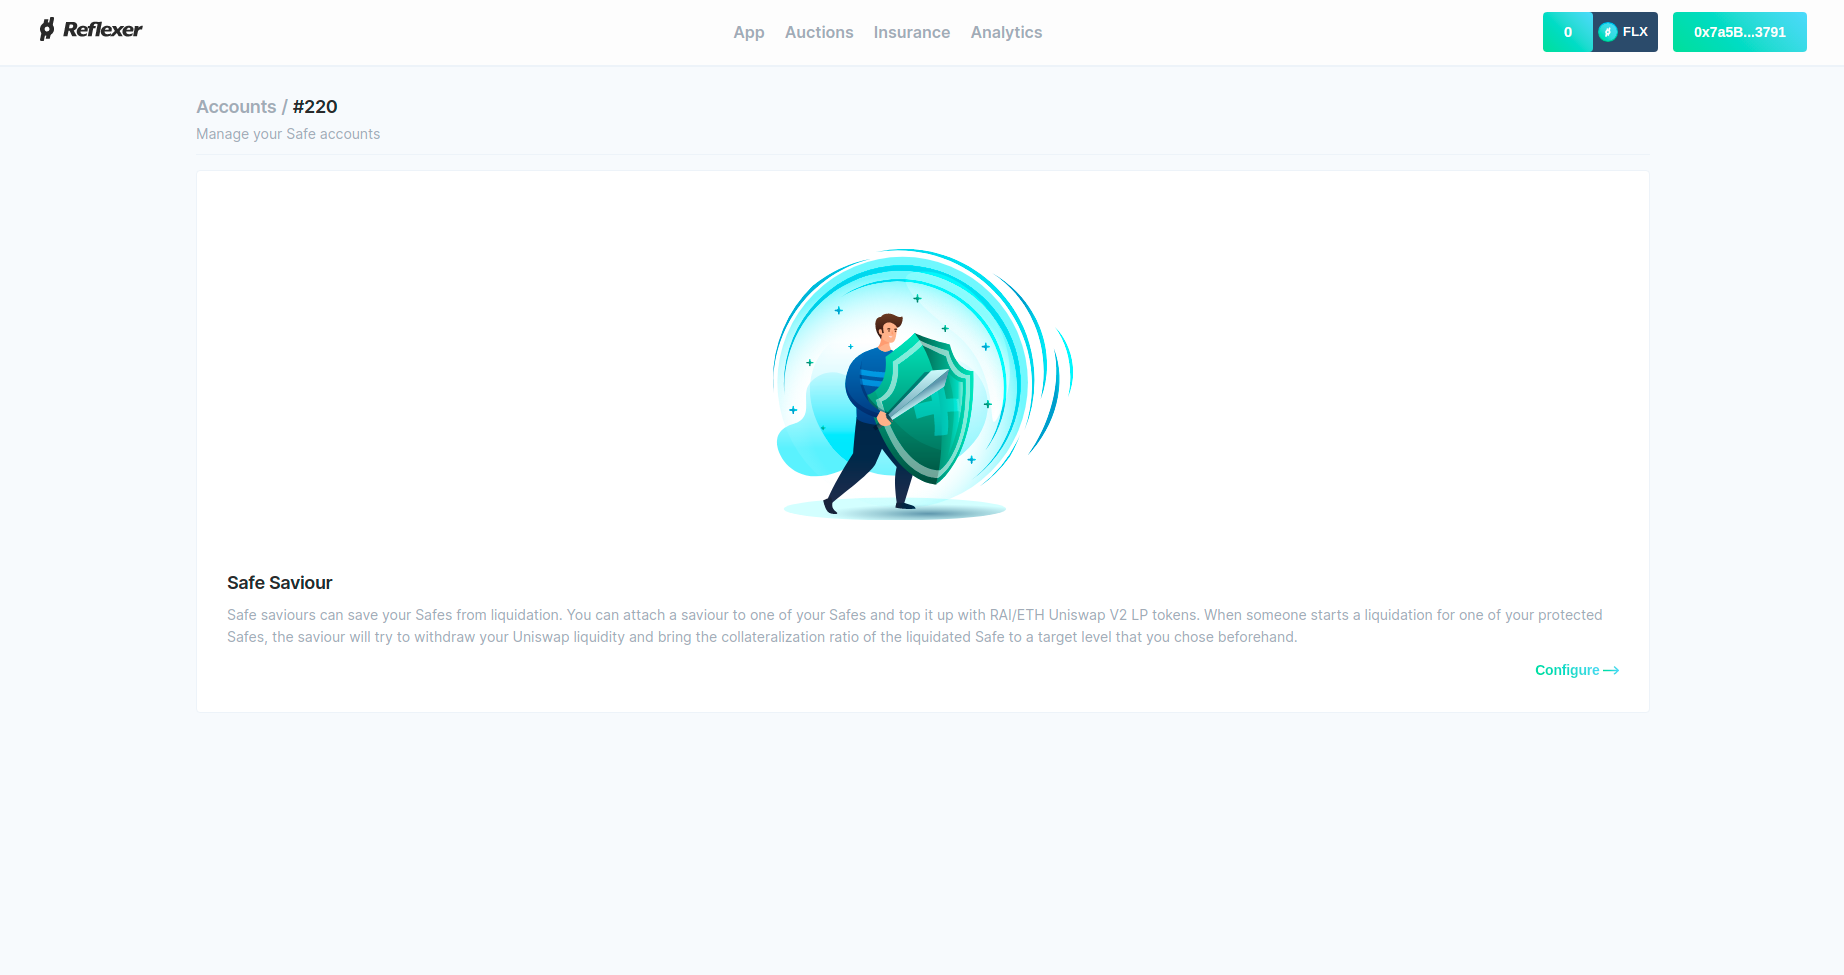 Reflexer
App Auctions Insurance Analytics
0 FLX 0x7a5B...3791
Accounts / #220
Manage your Safe accounts
Safe Saviour
Safe saviours can save your Safes from liquidation. You can attach a saviour to one of your Safes and top it up with RAI/ETH Uniswap V2 LP tokens. When someone starts a liquidation for one of your protected
Safes, the saviour will try to withdraw your Uniswap liquidity and bring the collateralization ratio of the liquidated Safe to a target level that you chose beforehand.
Configure →